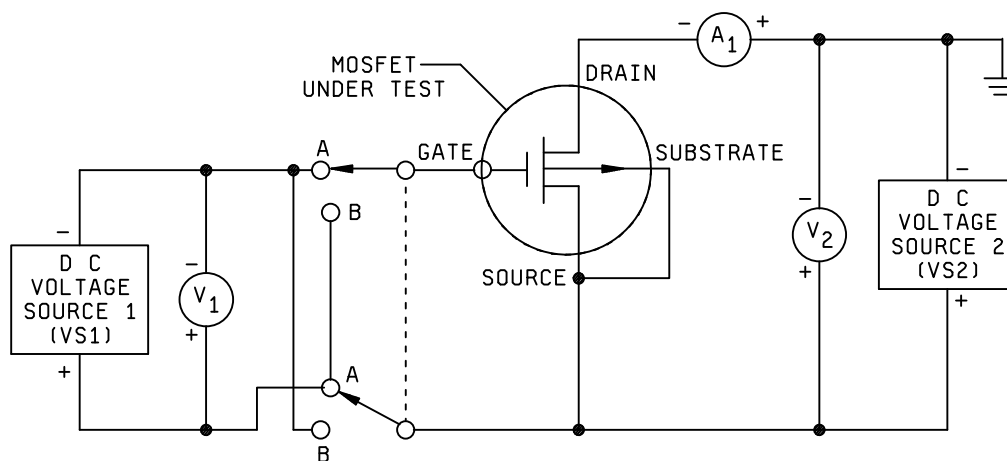 - A1 +
MOSFET
UNDER TEST
DRAIN
A
GATE
SUBSTRATE
B
-
D C
VOLTAGE
SOURCE 1
(VS1)
+
-
V1
+
SOURCE
-
V2
+
-
D C
VOLTAGE
SOURCE 2
(VS2)
+
A
B